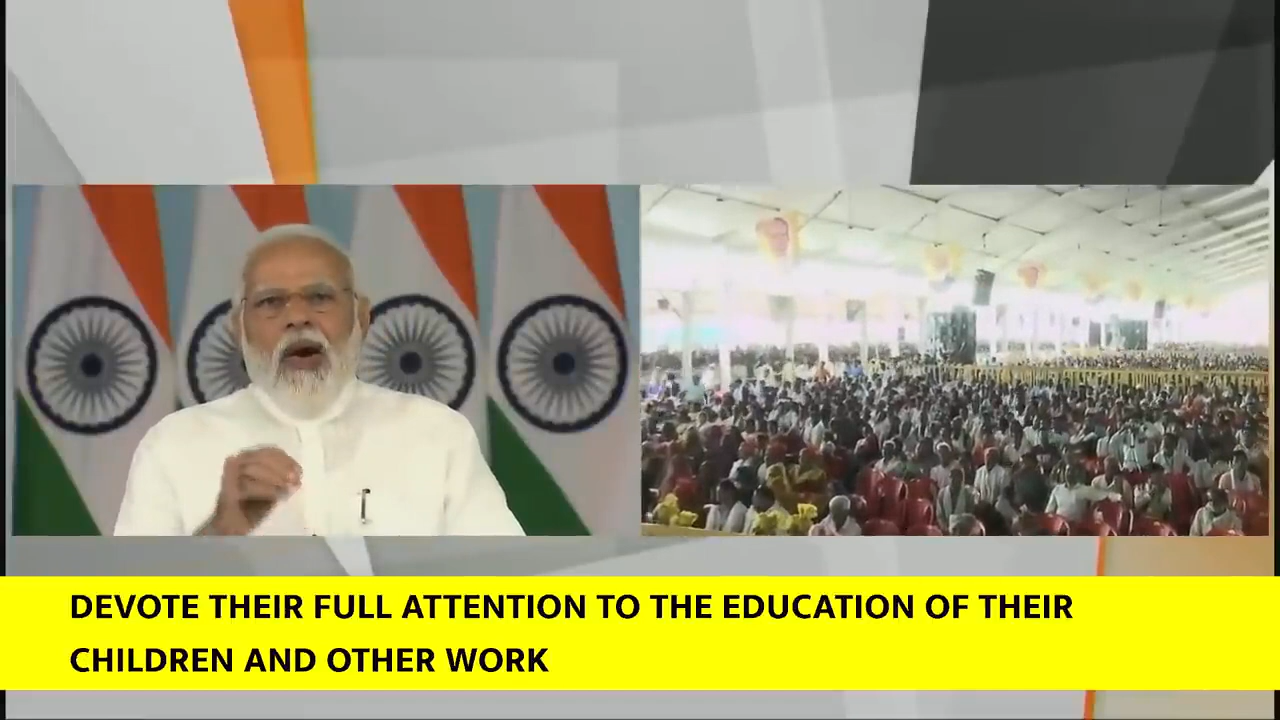 DEVOTE THEIR FULL ATTENTION TO THE EDUCATION OF THEIR
CHILDREN AND OTHER WORK